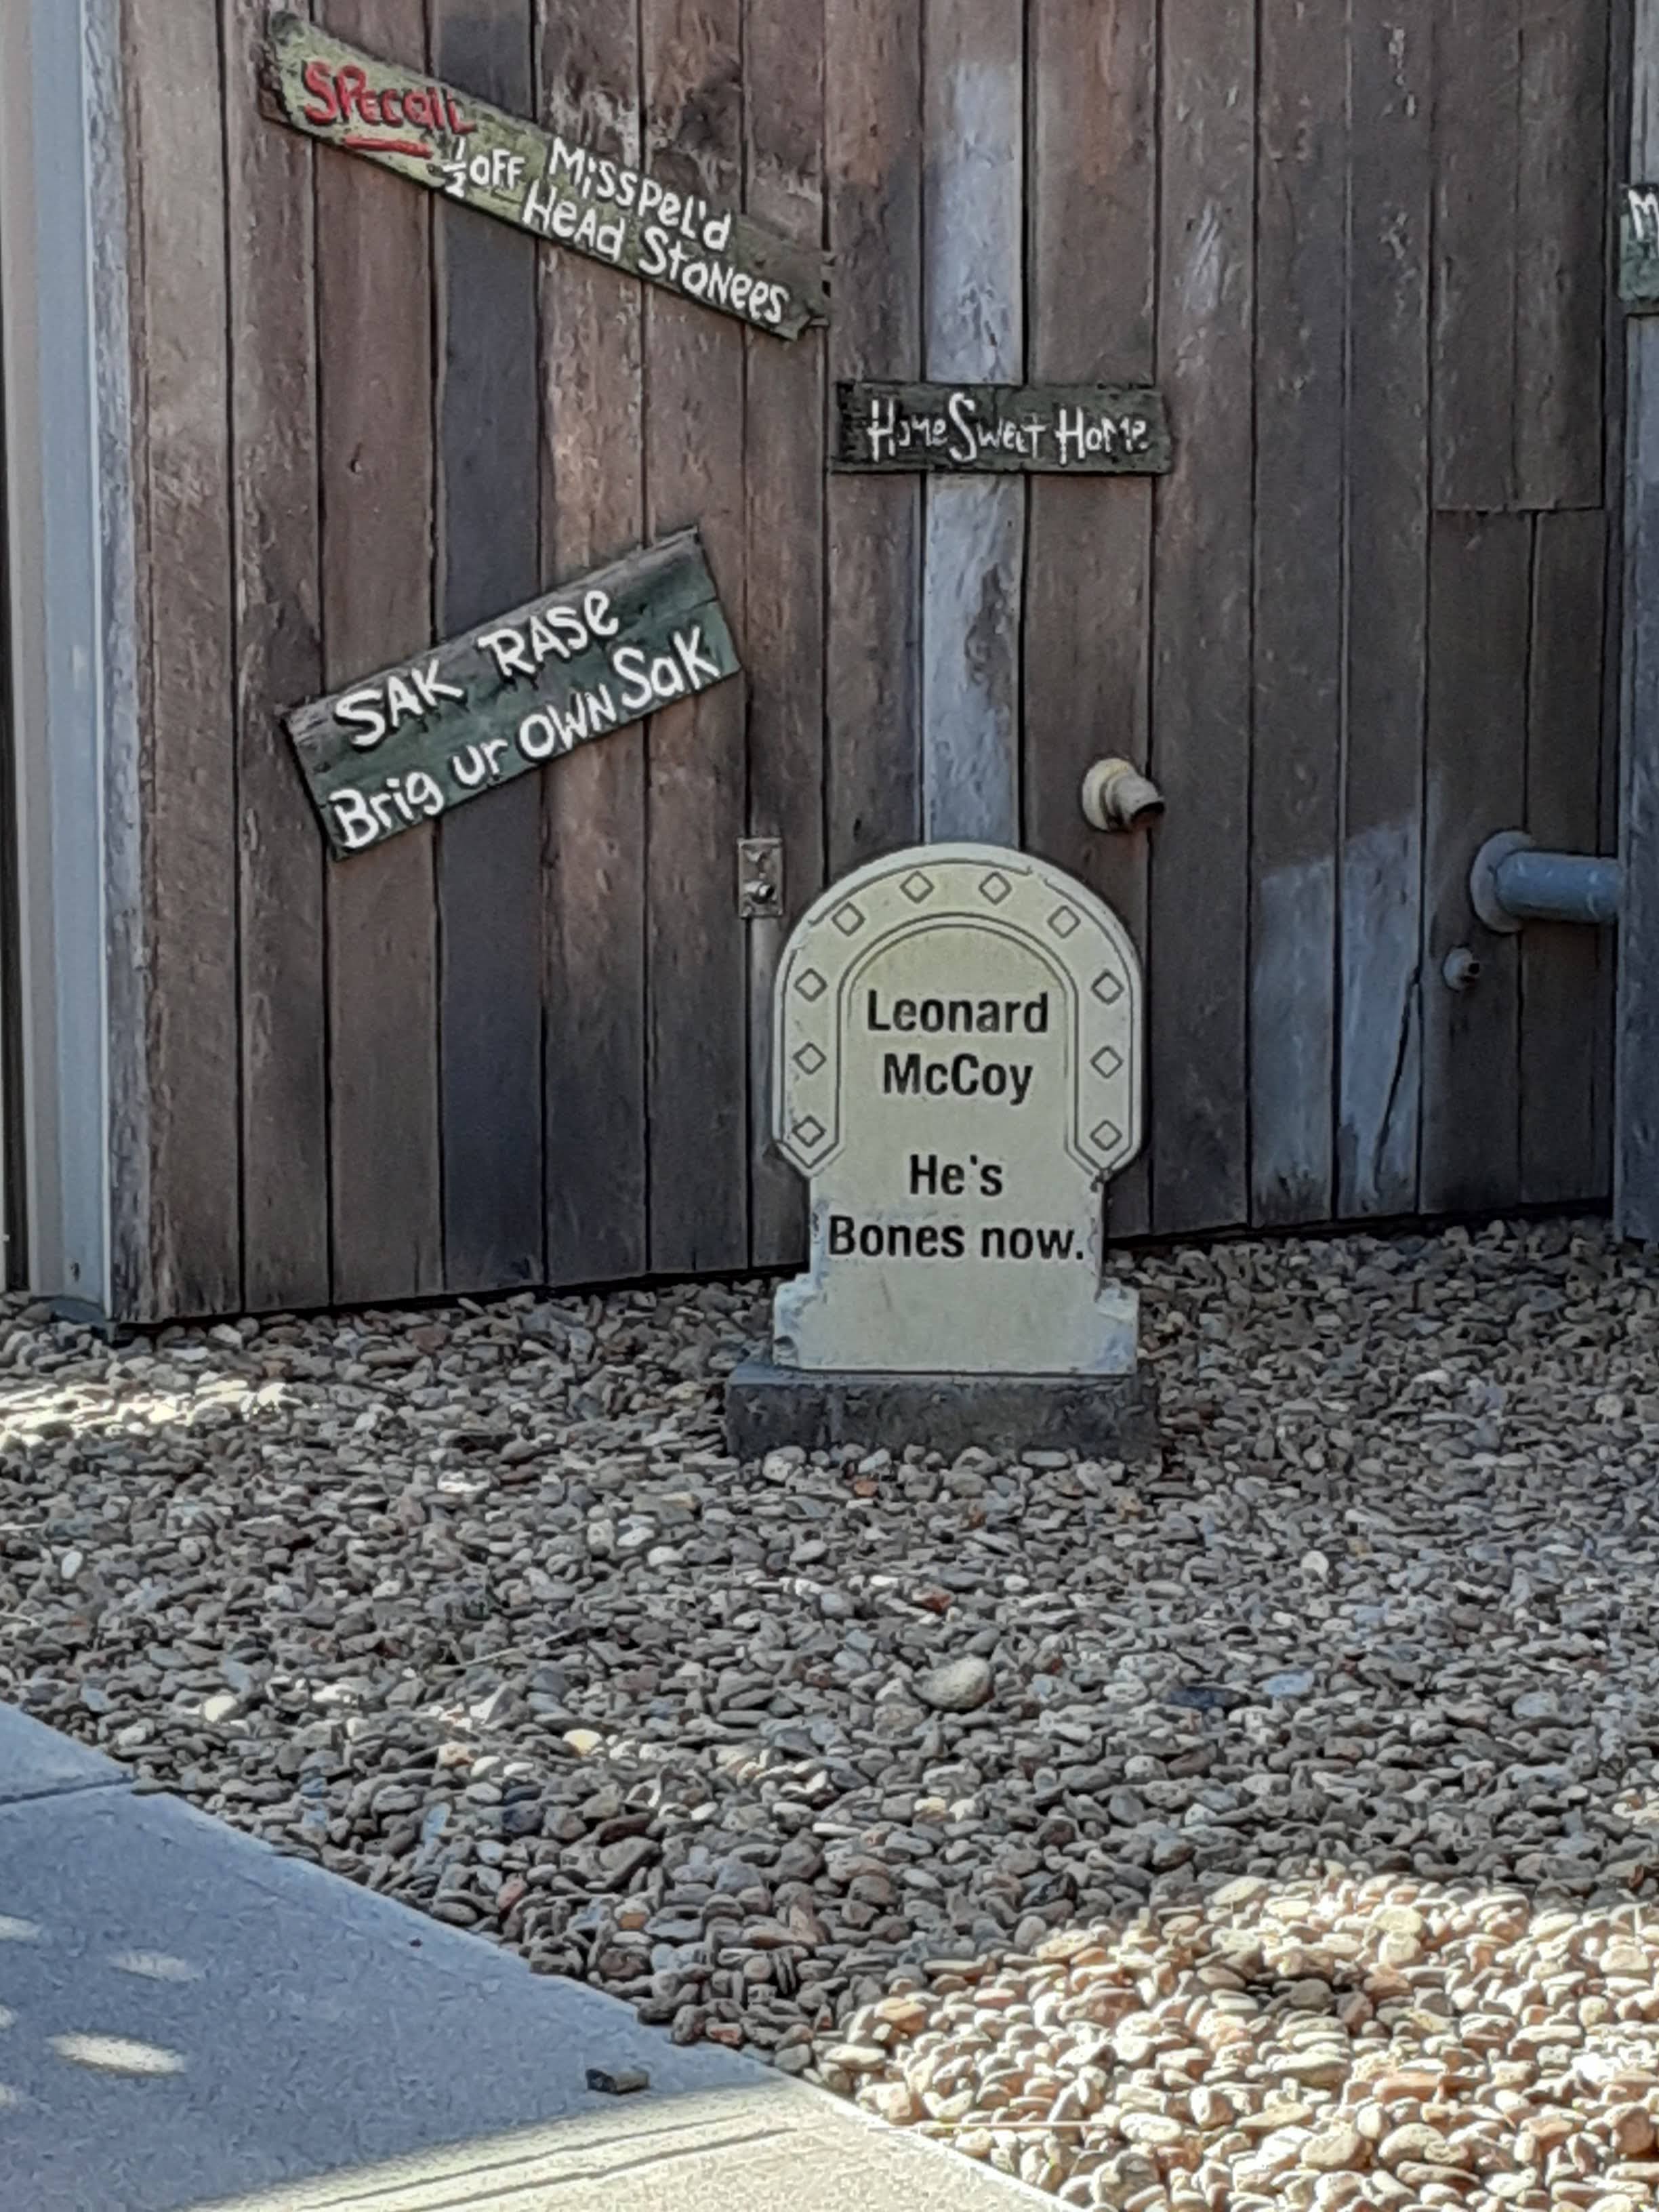 SPecail
½ OFF Misspel'd
Head Stonees
Home Sweet Home
SAK RASe
Brig ur OWN SaK
Leonard
McCoy
He's
Bones now.